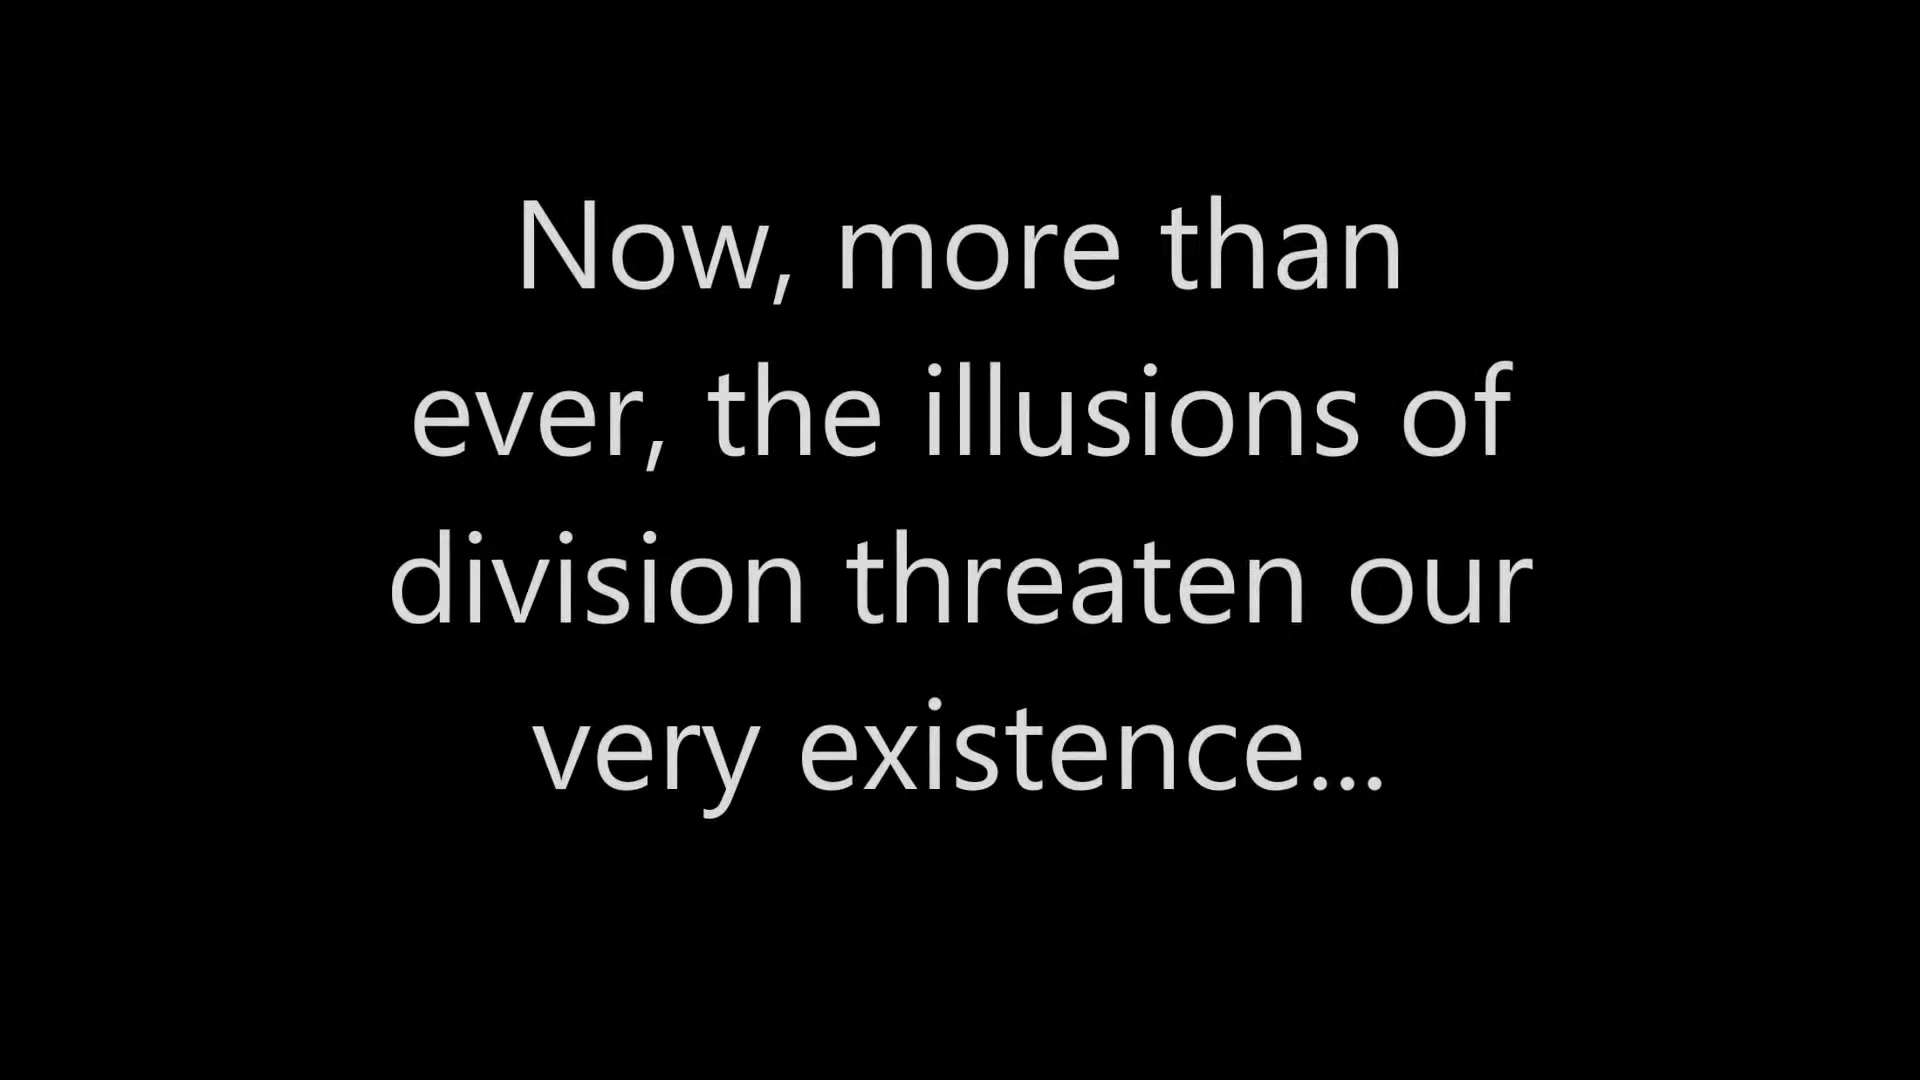 Now, more than
ever, the illusions of
division threaten our
very existence...